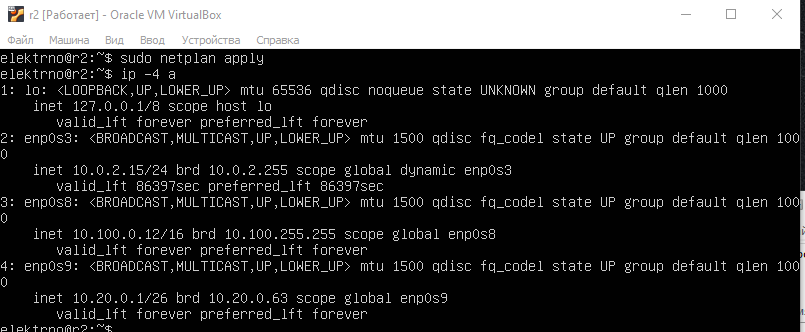 r2 [Работает] - Oracle VM VirtualBox
Файл Машина Вид Ввод Устройства Справка
elektrno@r2:~$ sudo netplan apply
elektrno@r2:~$ ip -4 a
1: lo: <LOOPBACK,UP,LOWER_UP> mtu 65536 qdisc noqueue state UNKNOWN group default qlen 1000
    inet 127.0.0.1/8 scope host lo
       valid_lft forever preferred_lft forever
2: enp0s3: <BROADCAST,MULTICAST,UP,LOWER_UP> mtu 1500 qdisc fq_codel state UP group default qlen 100
0
    inet 10.0.2.15/24 brd 10.0.2.255 scope global dynamic enp0s3
       valid_lft 86397sec preferred_lft 86397sec
3: enp0s8: <BROADCAST,MULTICAST,UP,LOWER_UP> mtu 1500 qdisc fq_codel state UP group default qlen 100
0
    inet 10.100.0.12/16 brd 10.100.255.255 scope global enp0s8
       valid_lft forever preferred_lft forever
4: enp0s9: <BROADCAST,MULTICAST,UP,LOWER_UP> mtu 1500 qdisc fq_codel state UP group default qlen 100
0
    inet 10.20.0.1/26 brd 10.20.0.63 scope global enp0s9
       valid_lft forever preferred_lft forever
elektrno@r2:~$